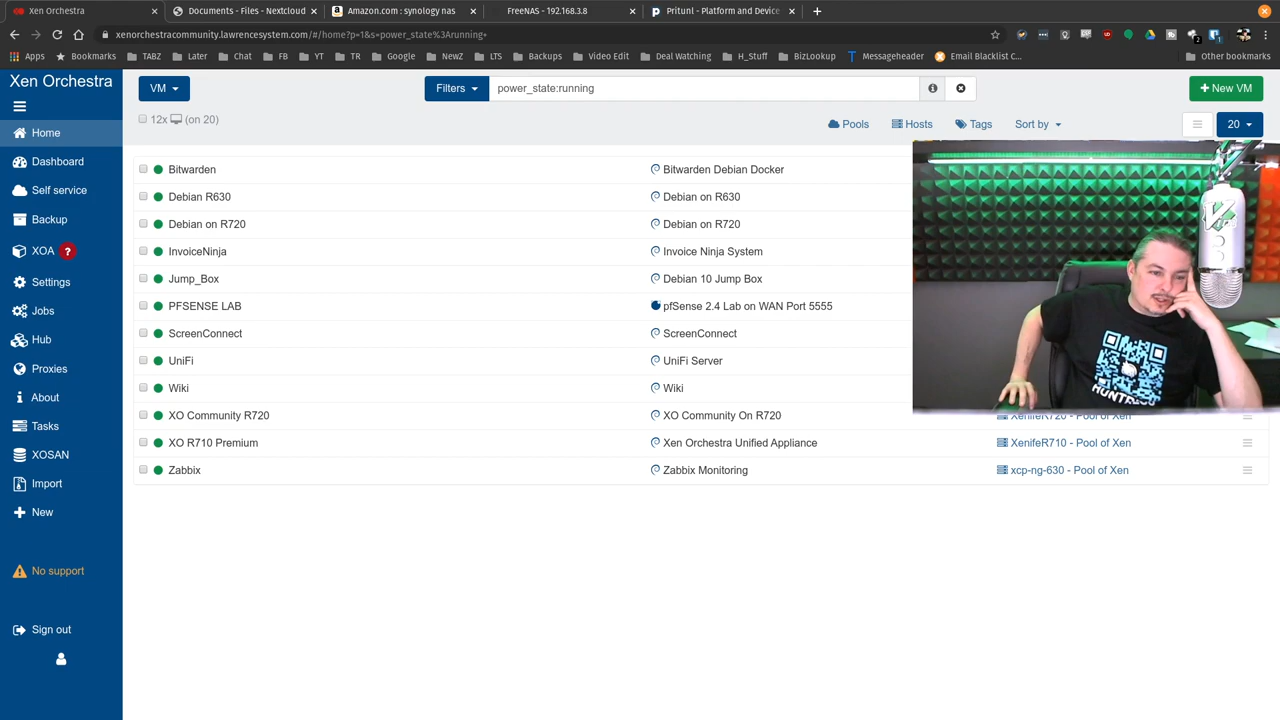 Xen Orchestra
Documents - Files - Nextcloud
Amazon.com : synology nas
FreeNAS - 192.168.3.8
Pritunl - Platform and Device
xenorchestracommunity.lawrencesystem.com/#/home?p=1&s=power_state%3Arunning+
Apps
Bookmarks
TABZ
Later
Chat
FB
YT
TR
Google
NewZ
LTS
Backups
Video Edit
Deal Watching
H_Stuff
BizLookup
Messageheader
Email Blacklist C...
Other bookmarks
Xen Orchestra
VM
Filters
power_state:running
New VM
12x (on 20)
Pools
Hosts
Tags
Sort by
20
Home
Dashboard
Self service
Backup
XOA ?
Settings
Jobs
Hub
Proxies
About
Tasks
XOSAN
Import
New
No support
Sign out
Bitwarden Bitwarden Debian Docker
Debian R630 Debian on R630
Debian on R720 Debian on R720
InvoiceNinja Invoice Ninja System
Jump_Box Debian 10 Jump Box
PFSENSE LAB pfSense 2.4 Lab on WAN Port 5555
ScreenConnect ScreenConnect
UniFi UniFi Server
Wiki Wiki
XO Community R720 XO Community On R720 XenifeR720 - Pool of Xen
XO R710 Premium Xen Orchestra Unified Appliance XenifeR710 - Pool of Xen
Zabbix Zabbix Monitoring xcp-ng-630 - Pool of Xen
HUNTRESS